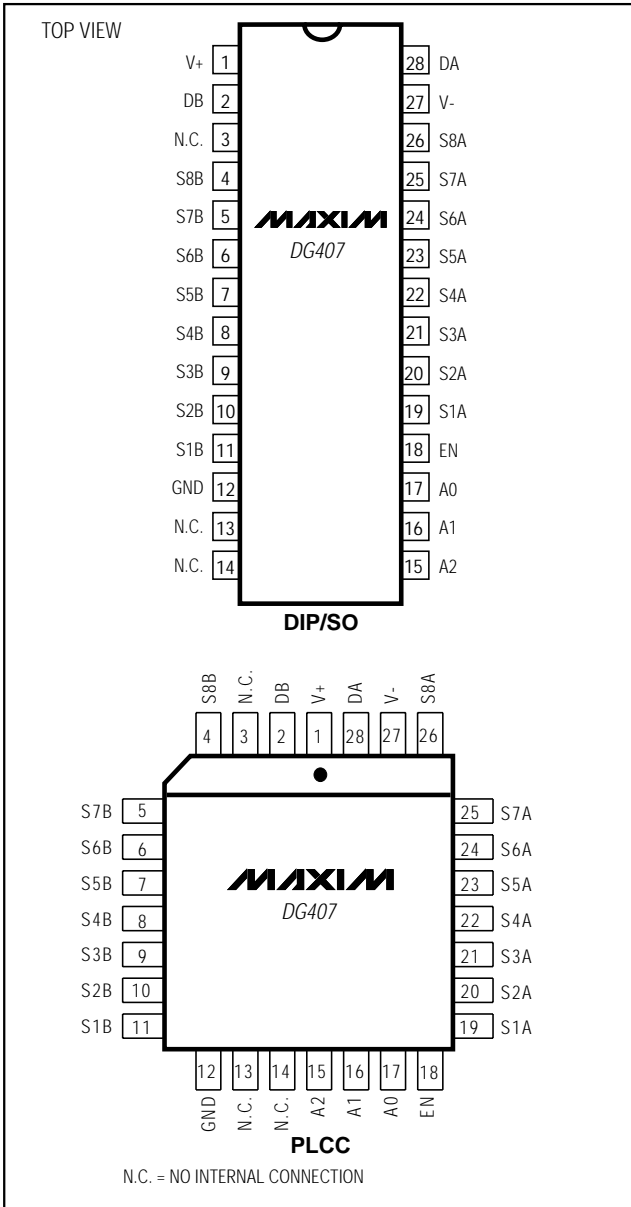 TOP VIEW
V+ 1 28 DA
DB 2 27 V-
N.C. 3 26 S8A
S8B 4 25 S7A
S7B 5 MAXIM 24 S6A
S6B 6 DG407 23 S5A
S5B 7 22 S4A
S4B 8 21 S3A
S3B 9 20 S2A
S2B 10 19 S1A
S1B 11 18 EN
GND 12 17 A0
N.C. 13 16 A1
N.C. 14 15 A2
DIP/SO
S8B N.C. DB V+ DA V- S8A
4 3 2 1 28 27 26
S7B 5 25 S7A
S6B 6 24 S6A
S5B 7 MAXIM 23 S5A
S4B 8 DG407 22 S4A
S3B 9 21 S3A
S2B 10 20 S2A
S1B 11 19 S1A
12 13 14 15 16 17 18
GND N.C. N.C. A2 A1 A0 EN
PLCC
N.C. = NO INTERNAL CONNECTION